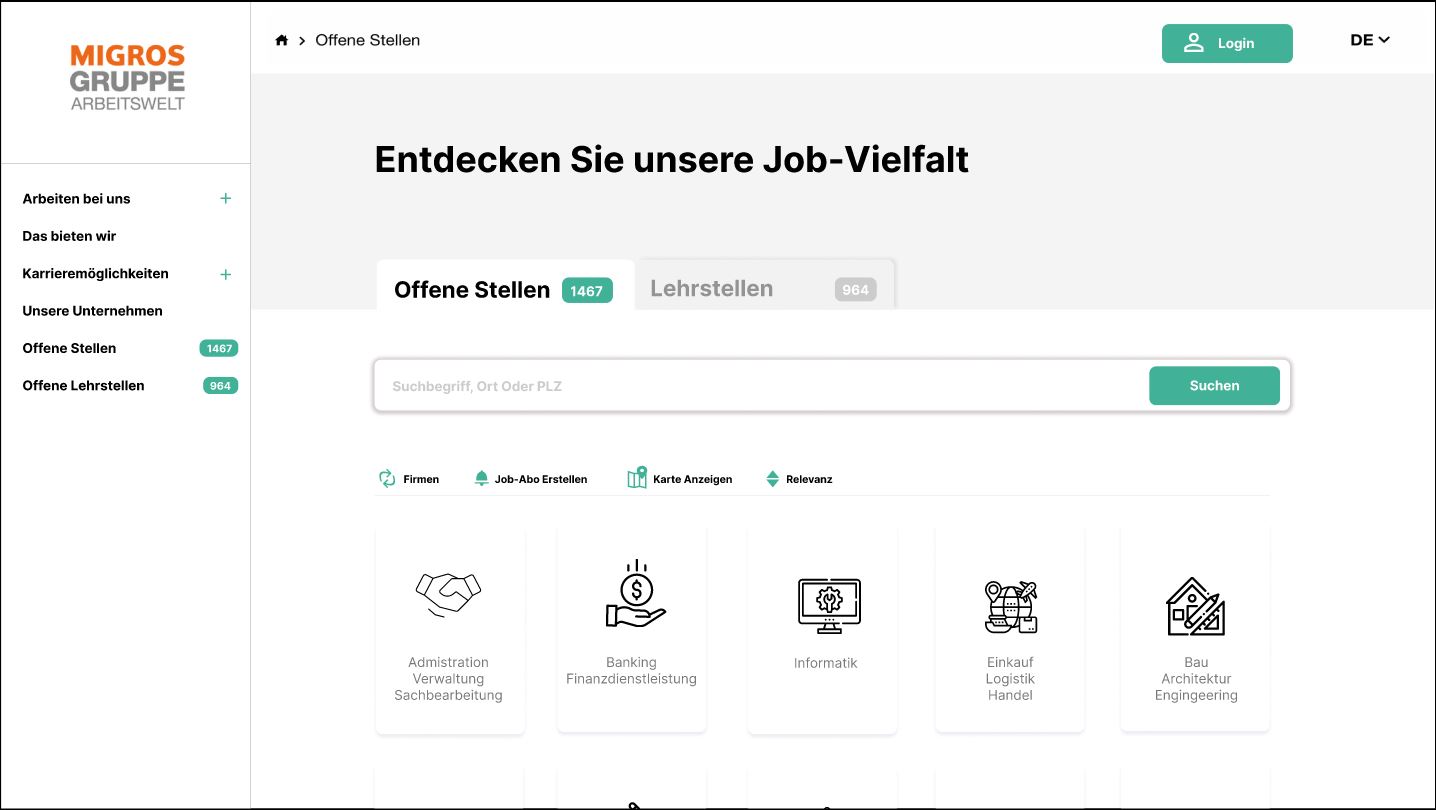 MIGROS
GRUPPE
ARBEITSWELT
Offene Stellen
Login
DE
Arbeiten bei uns
Das bieten wir
Karrieremöglichkeiten
Unsere Unternehmen
Offene Stellen 1467
Offene Lehrstellen 964
Entdecken Sie unsere Job-Vielfalt
Offene Stellen 1467
Lehrstellen 964
Suchbegriff, Ort Oder PLZ
Suchen
Firmen
Job-Abo Erstellen
Karte Anzeigen
Relevanz
Admistration
Verwaltung
Sachbearbeitung
Banking
Finanzdienstleistung
Informatik
Einkauf
Logistik
Handel
Bau
Architektur
Engingeering